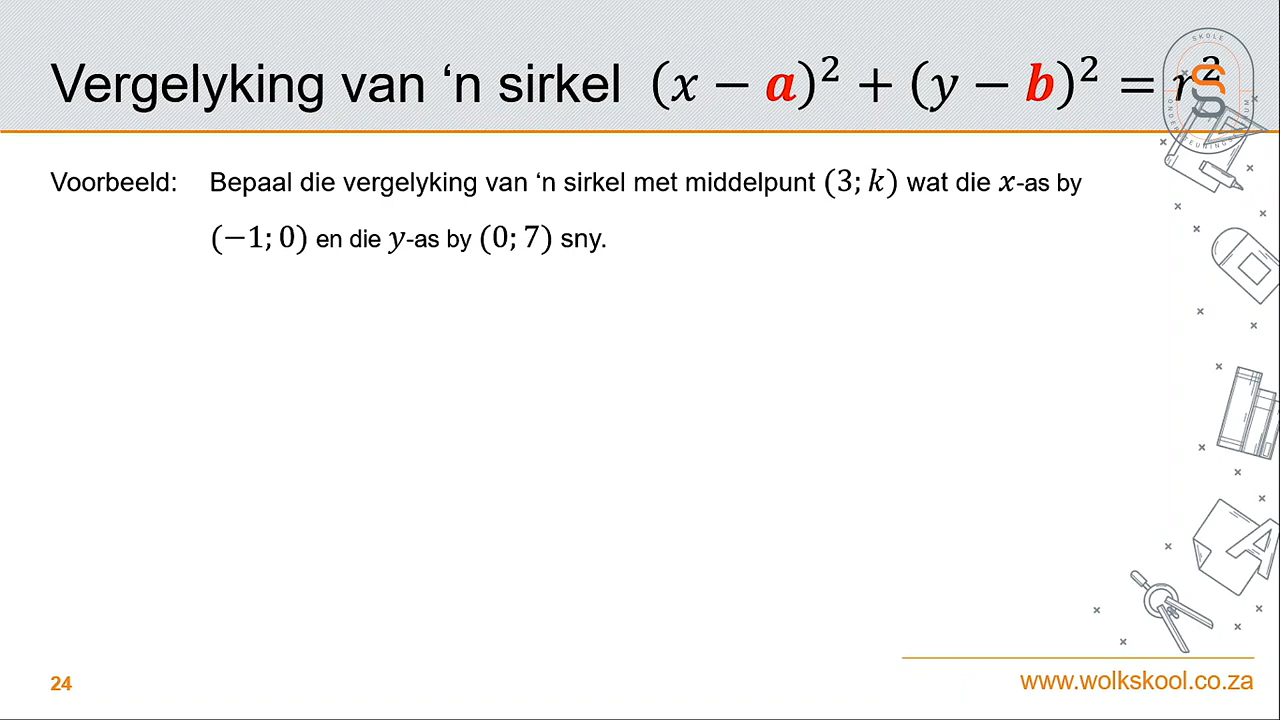 Vergelyking van ‘n sirkel (x − a)² + (y − b)² = r²
SKOLE
Voorbeeld: Bepaal die vergelyking van ‘n sirkel met middelpunt (3; k) wat die x-as by
(−1; 0) en die y-as by (0; 7) sny.
24
www.wolkskool.co.za